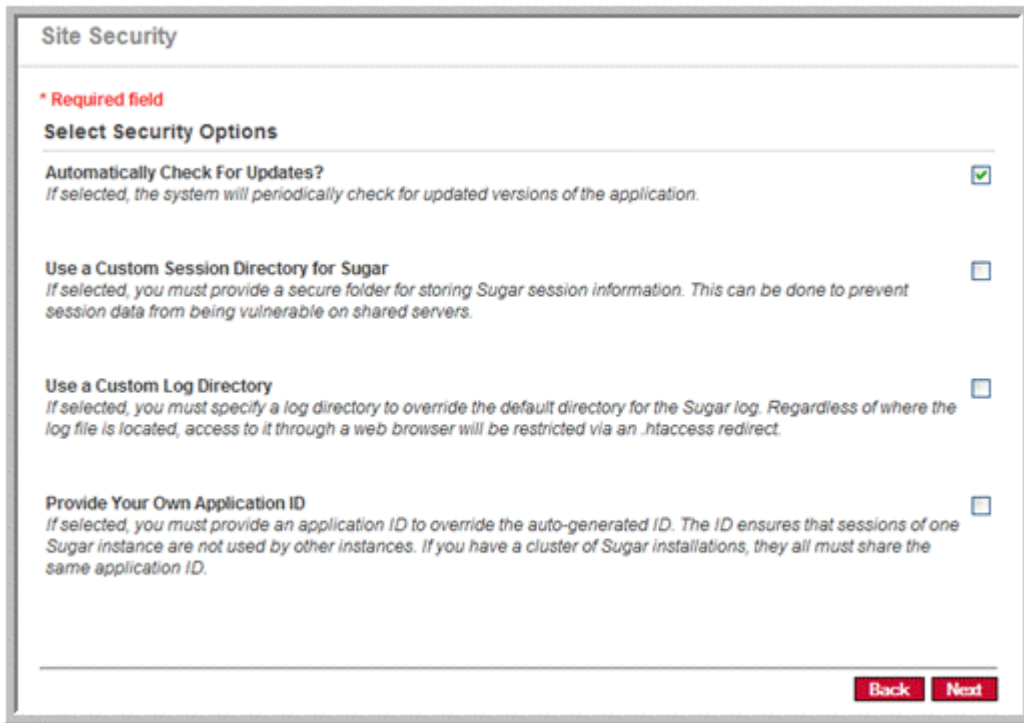 Site Security
* Required field
Select Security Options
Automatically Check For Updates?
If selected, the system will periodically check for updated versions of the application.
Use a Custom Session Directory for Sugar
If selected, you must provide a secure folder for storing Sugar session information. This can be done to prevent
session data from being vulnerable on shared servers.
Use a Custom Log Directory
If selected, you must specify a log directory to override the default directory for the Sugar log. Regardless of where the
log file is located, access to it through a web browser will be restricted via an .htaccess redirect.
Provide Your Own Application ID
If selected, you must provide an application ID to override the auto-generated ID. The ID ensures that sessions of one
Sugar instance are not used by other instances. If you have a cluster of Sugar installations, they all must share the
same application ID.
Back Next